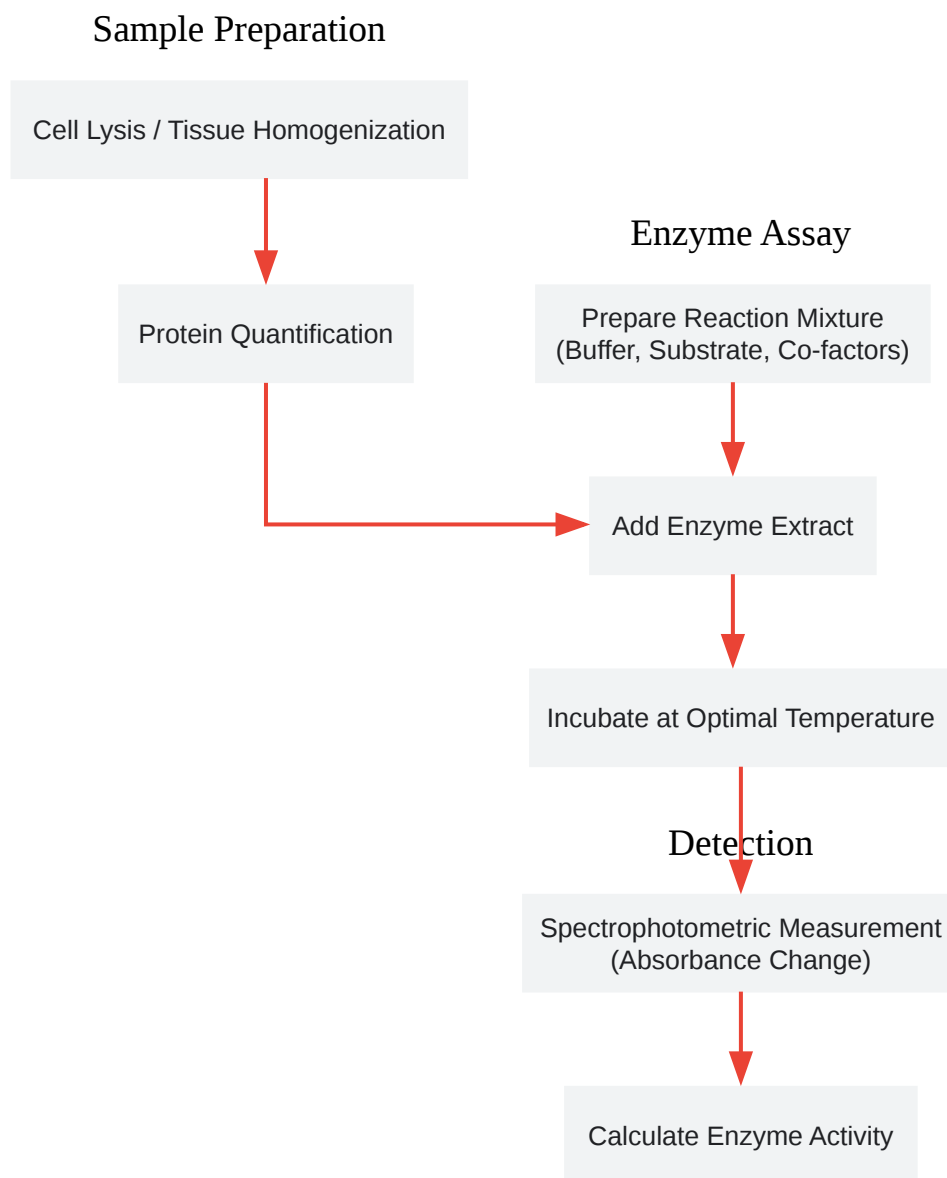 Sample Preparation
Cell Lysis / Tissue Homogenization
Protein Quantification
Enzyme Assay
Prepare Reaction Mixture
(Buffer, Substrate, Co-factors)
Add Enzyme Extract
Incubate at Optimal Temperature
Detection
Spectrophotometric Measurement
(Absorbance Change)
Calculate Enzyme Activity